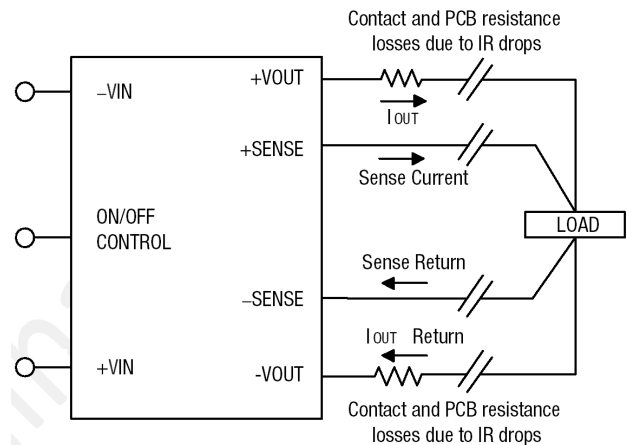 Contact and PCB resistance
losses due to IR drops
+VOUT
–VIN
IOUT
+SENSE
Sense Current
ON/OFF
CONTROL
LOAD
Sense Return
–SENSE
IOUT Return
+VIN
-VOUT
Contact and PCB resistance
losses due to IR drops